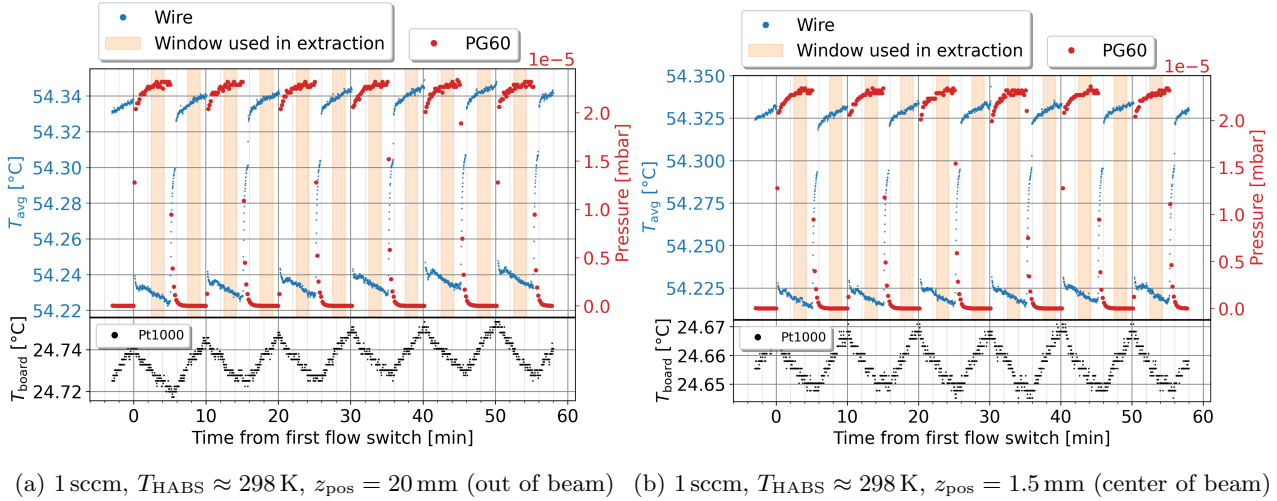 Wire
Window used in extraction
PG60
1e−5
54.34
54.32
54.30
54.28
54.26
54.24
54.22
T_avg [°C]
2.0
1.5
1.0
0.5
0.0
Pressure [mbar]
Pt1000
24.74
24.72
T_board [°C]
0 10 20 30 40 50 60
Time from first flow switch [min]
Wire
Window used in extraction
PG60
1e−5
54.350
54.325
54.300
54.275
54.250
54.225
T_avg [°C]
2.0
1.5
1.0
0.5
0.0
Pressure [mbar]
Pt1000
24.67
24.66
24.65
T_board [°C]
0 10 20 30 40 50 60
Time from first flow switch [min]
(a) 1 sccm, T_HABS ≈ 298 K, z_pos = 20 mm (out of beam)
(b) 1 sccm, T_HABS ≈ 298 K, z_pos = 1.5 mm (center of beam)